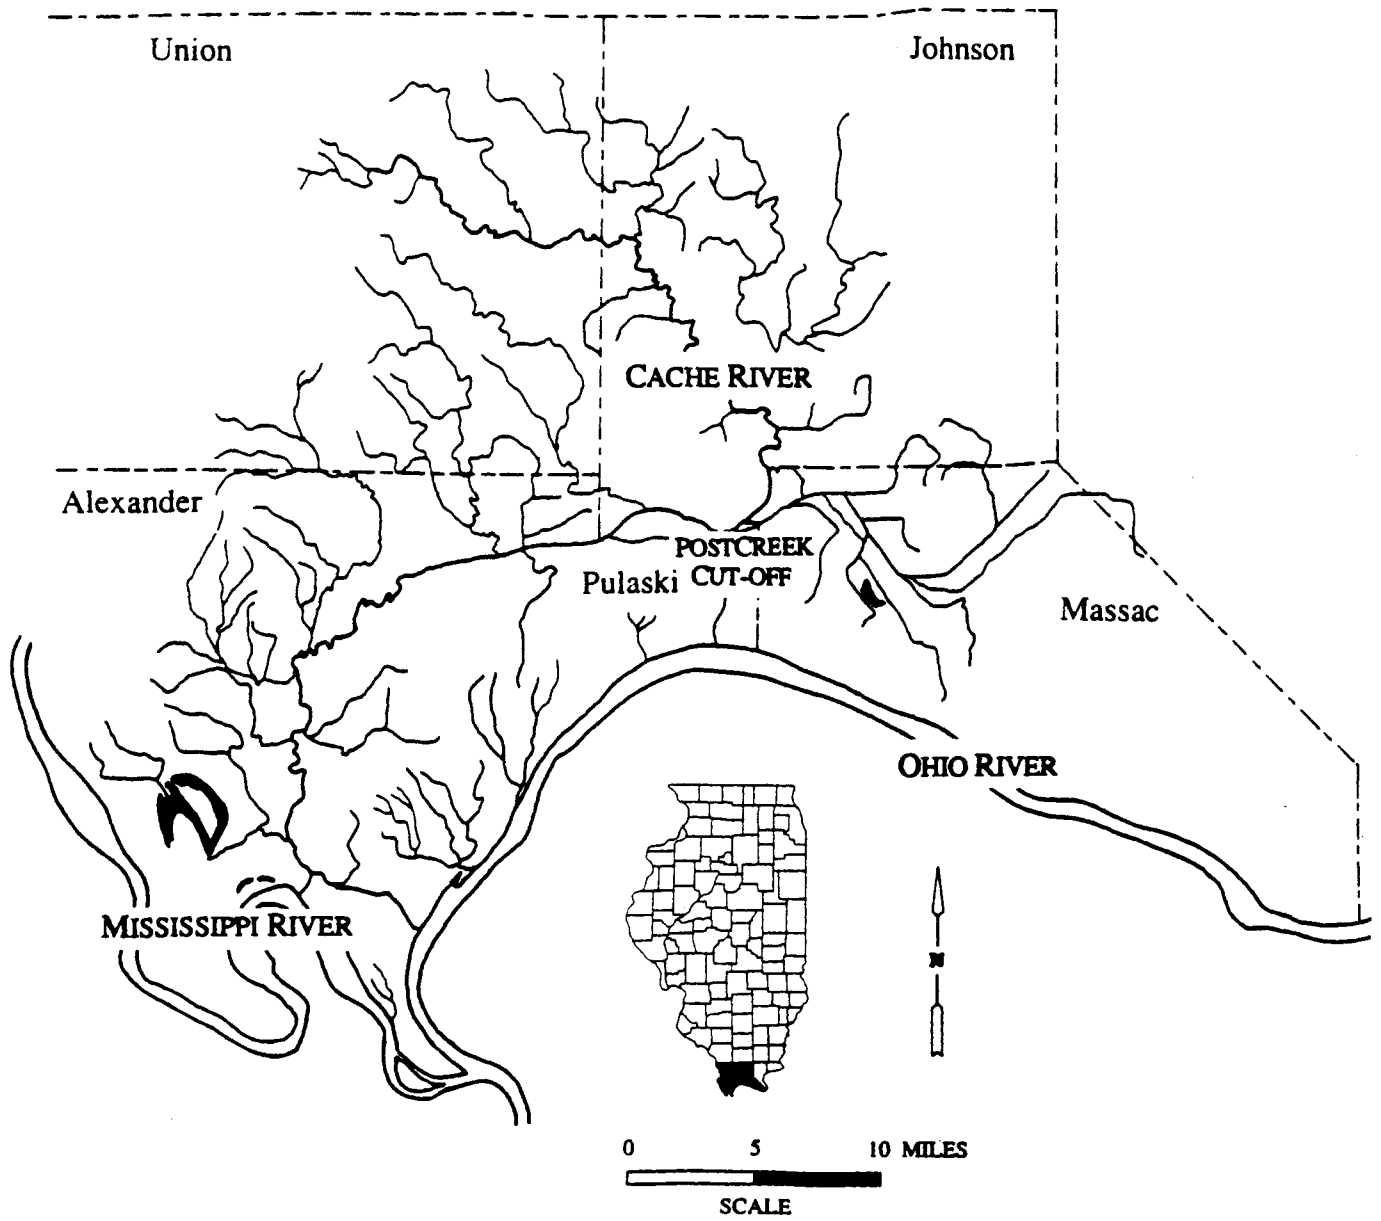 Union
Johnson
CACHE RIVER
Alexander
POSTCREEK
CUT-OFF
Pulaski
Massac
OHIO RIVER
MISSISSIPPI RIVER
N
0 5 10 MILES
SCALE